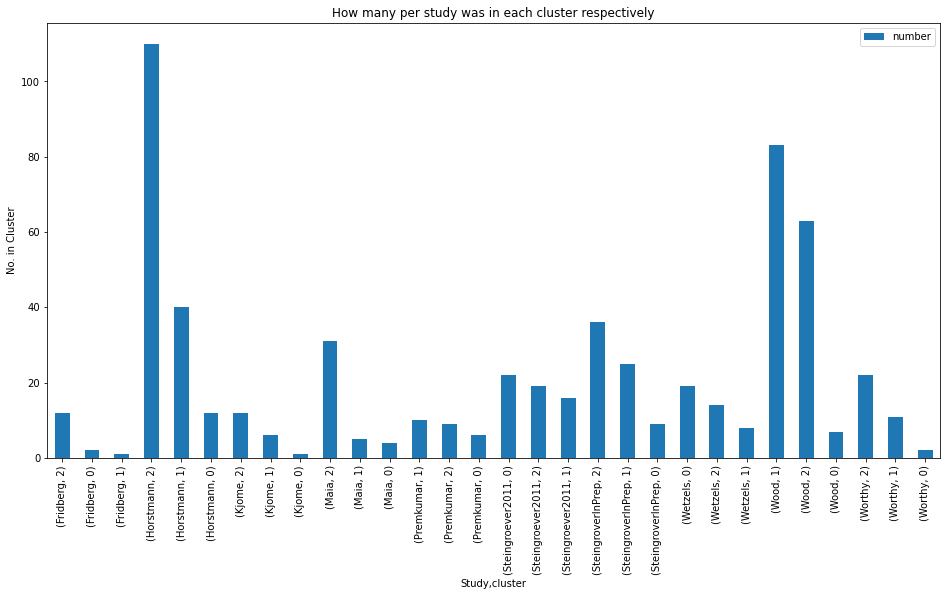 How many per study was in each cluster respectively
number
No. in Cluster
100
80
60
40
20
0
(Fridberg, 2)
(Fridberg, 0)
(Fridberg, 1)
(Horstmann, 2)
(Horstmann, 1)
(Horstmann, 0)
(Kjome, 2)
(Kjome, 1)
(Kjome, 0)
(Maia, 2)
(Maia, 1)
(Maia, 0)
(Premkumar, 1)
(Premkumar, 2)
(Premkumar, 0)
(Steingroever2011, 0)
(Steingroever2011, 2)
(Steingroever2011, 1)
(SteingroverInPrep, 2)
(SteingroverInPrep, 1)
(SteingroverInPrep, 0)
(Wetzels, 0)
(Wetzels, 2)
(Wetzels, 1)
(Wood, 1)
(Wood, 2)
(Wood, 0)
(Worthy, 2)
(Worthy, 1)
(Worthy, 0)
Study,cluster